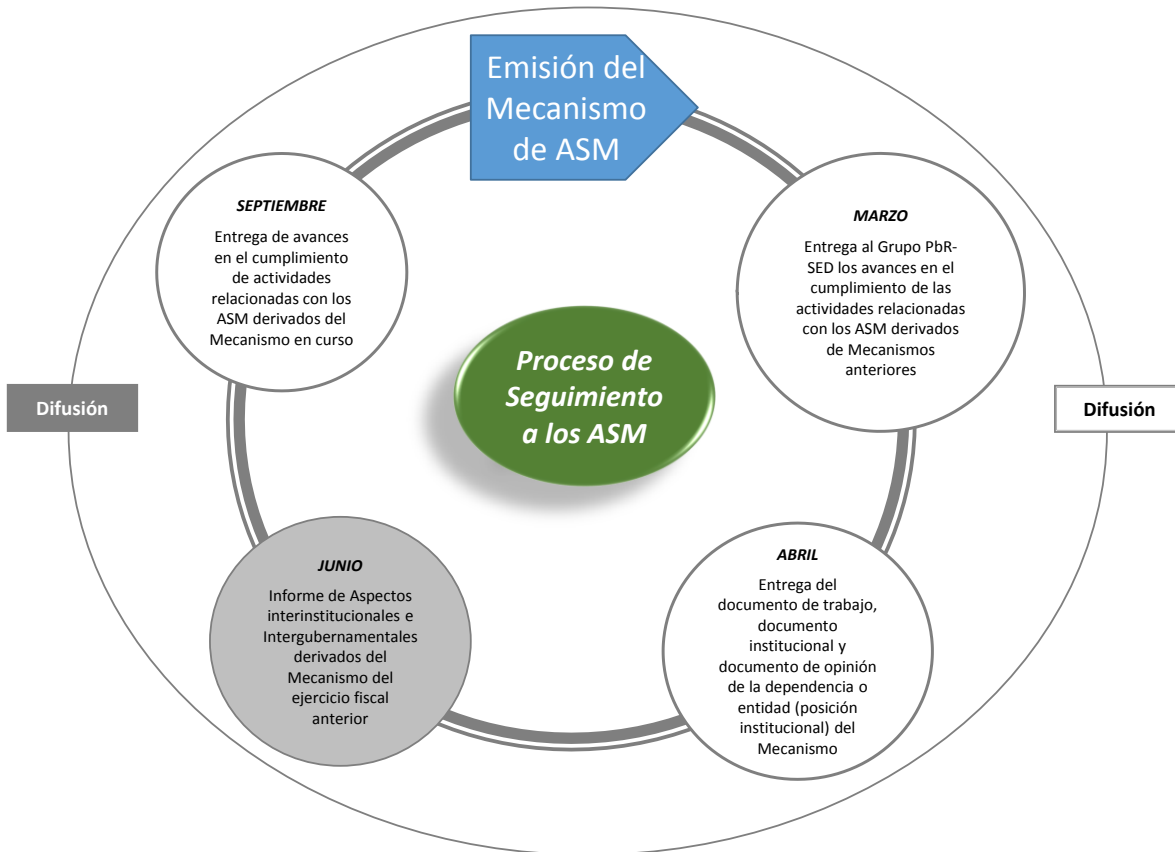 Emisión del
Mecanismo
de ASM
SEPTIEMBRE
Entrega de avances
en el cumplimiento
de actividades
relacionadas con los
ASM derivados del
Mecanismo en curso
MARZO
Entrega al Grupo PbR-
SED los avances en el
cumplimiento de las
actividades relacionadas
con los ASM derivados
de Mecanismos
anteriores
Proceso de
Seguimiento
a los ASM
Difusión
Difusión
JUNIO
Informe de Aspectos
interinstitucionales e
Intergubernamentales
derivados del
Mecanismo del
ejercicio fiscal
anterior
ABRIL
Entrega del
documento de trabajo,
documento
institucional y
documento de opinión
de la dependencia o
entidad (posición
institucional) del
Mecanismo